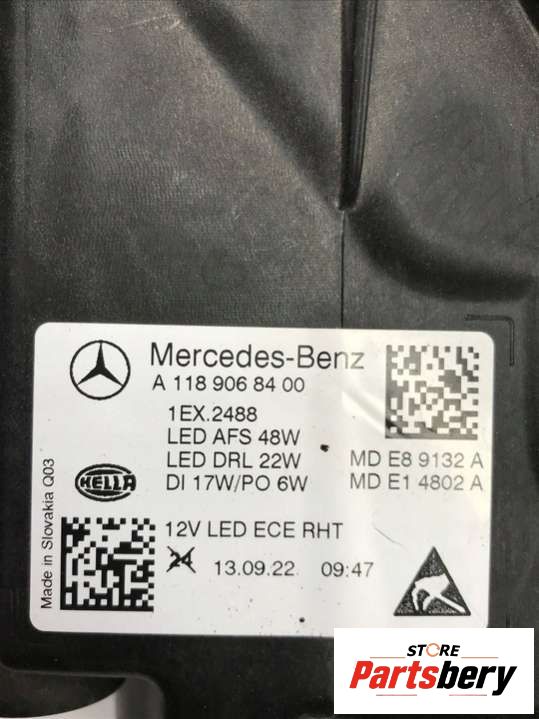 Mercedes-Benz
A 118 906 84 00
1EX.2488
LED AFS 48W
LED DRL 22W MD E8 9132 A
DI 17W/PO 6W MD E1 4802 A
HELLA
Made in Slovakia Q03
12V LED ECE RHT
24 13.09.22 09:47
STORE
Partsbery